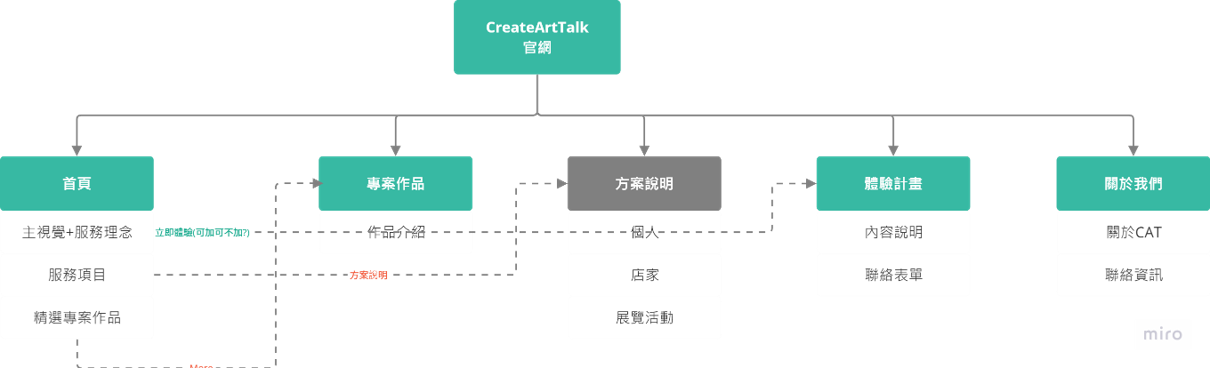 CreateArtTalk
官網
首頁
專案作品
方案說明
體驗計畫
關於我們
主視覺+服務理念
立即體驗(可加可不加?)
作品介紹
個人
內容說明
關於CAT
服務項目
方案說明
店家
聯絡表單
聯絡資訊
精選專案作品
展覽活動
miro
More